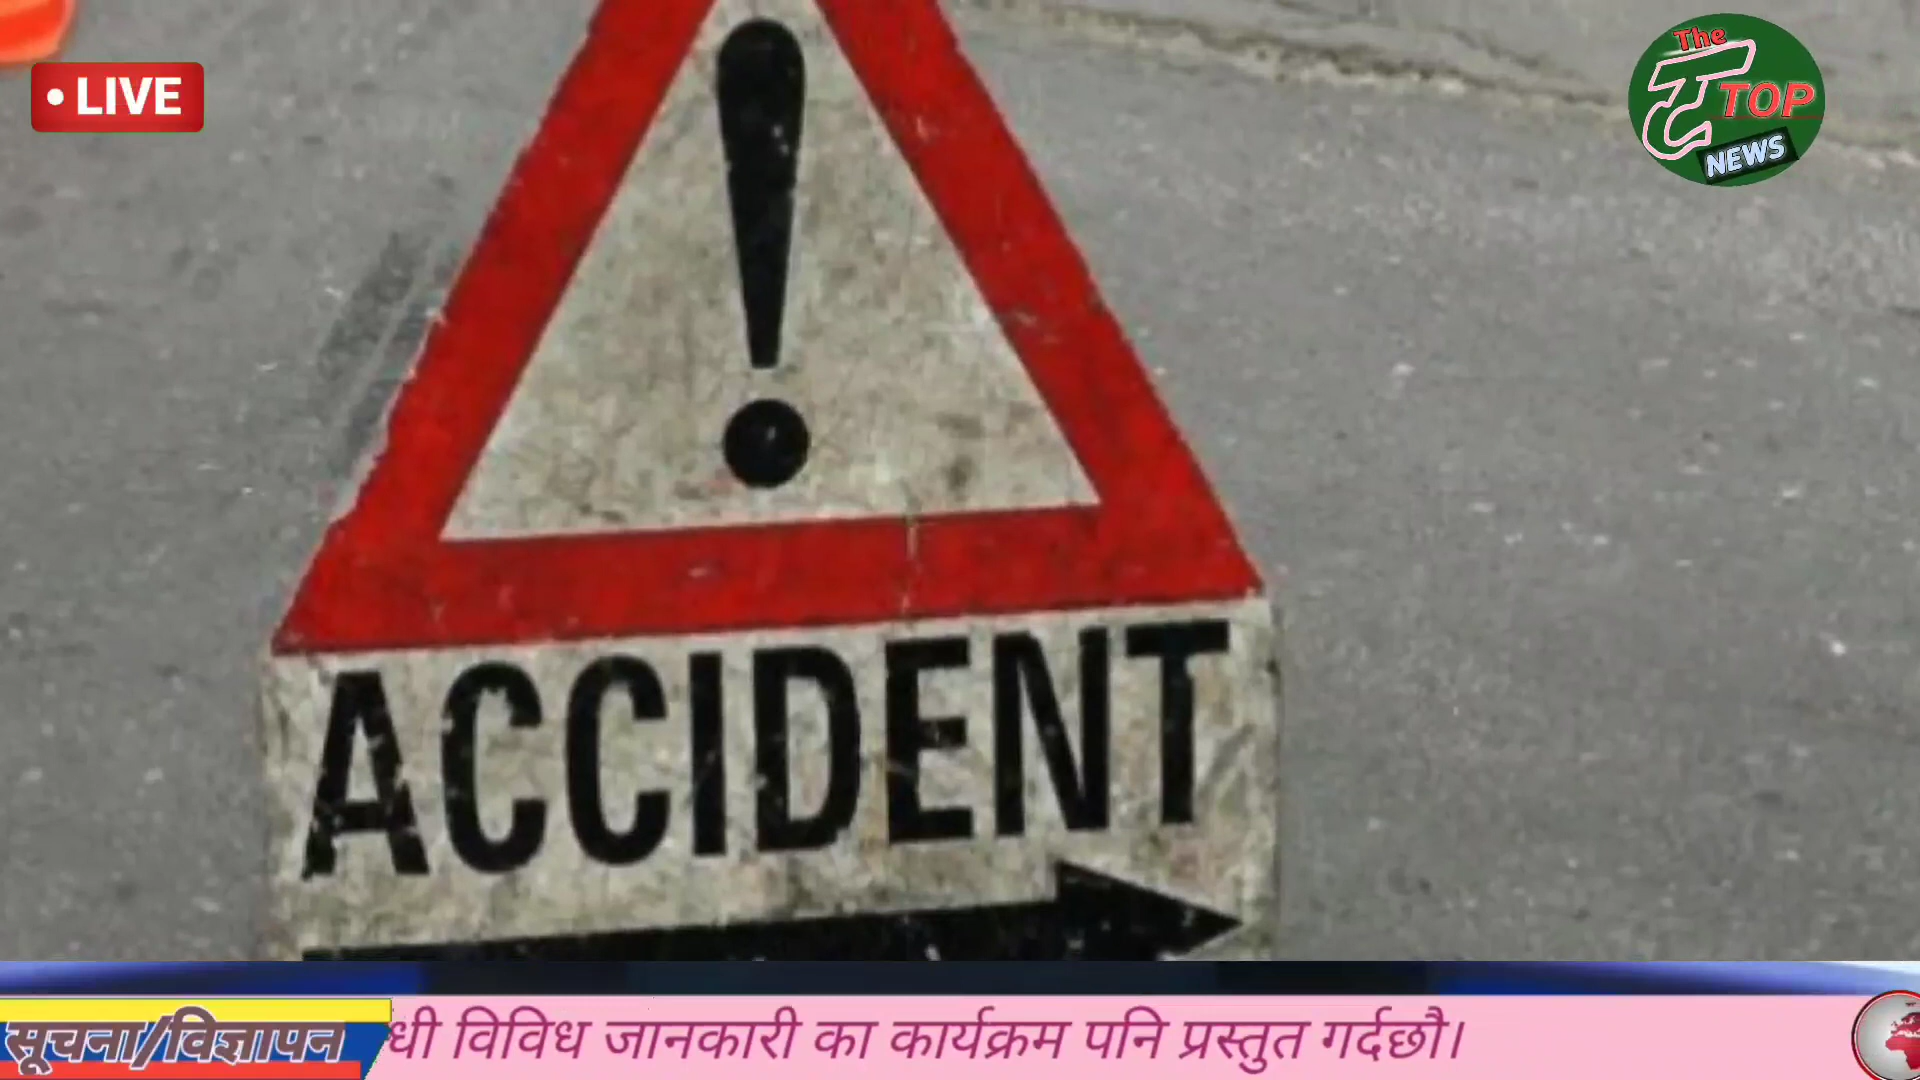 LIVE
The
ट TOP
NEWS
!
ACCIDENT
सूचना/विज्ञापन
धी विविध जानकारी का कार्यक्रम पनि प्रस्तुत गर्दछौ।